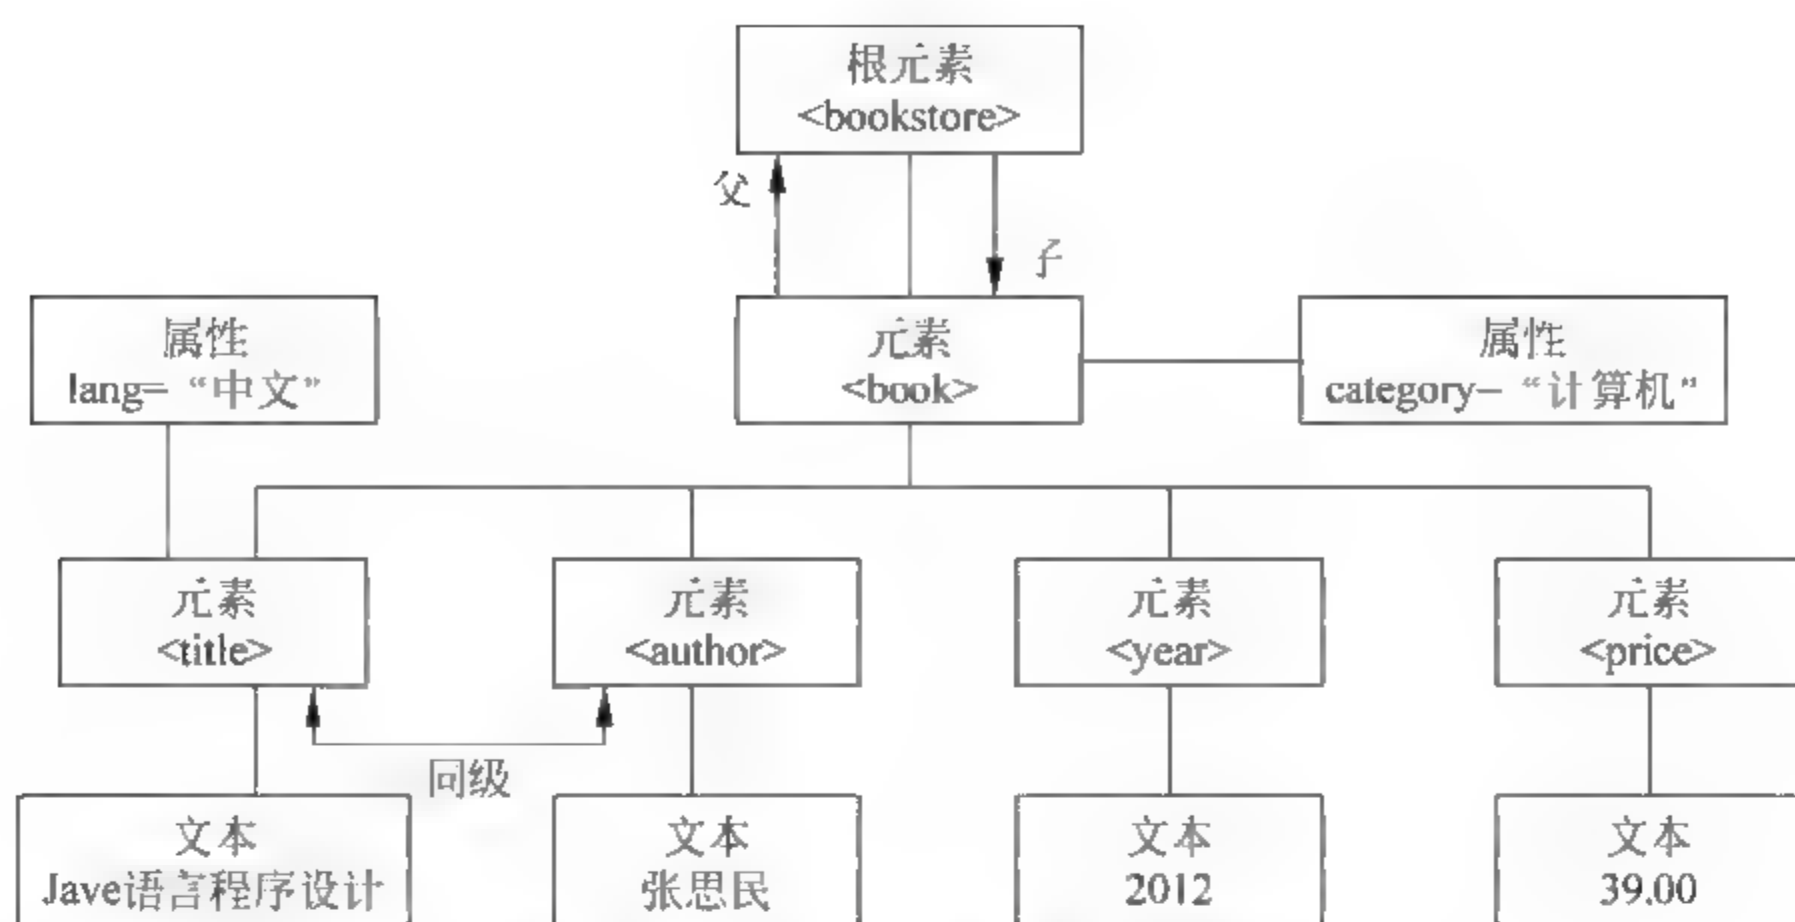 根元素
<bookstore>
父
子
属性
lang=“中文”
元素
<book>
属性
category=“计算机”
元素
<title>
元素
<author>
元素
<year>
元素
<price>
同级
文本
Jave语言程序设计
文本
张思民
文本
2012
文本
39.00